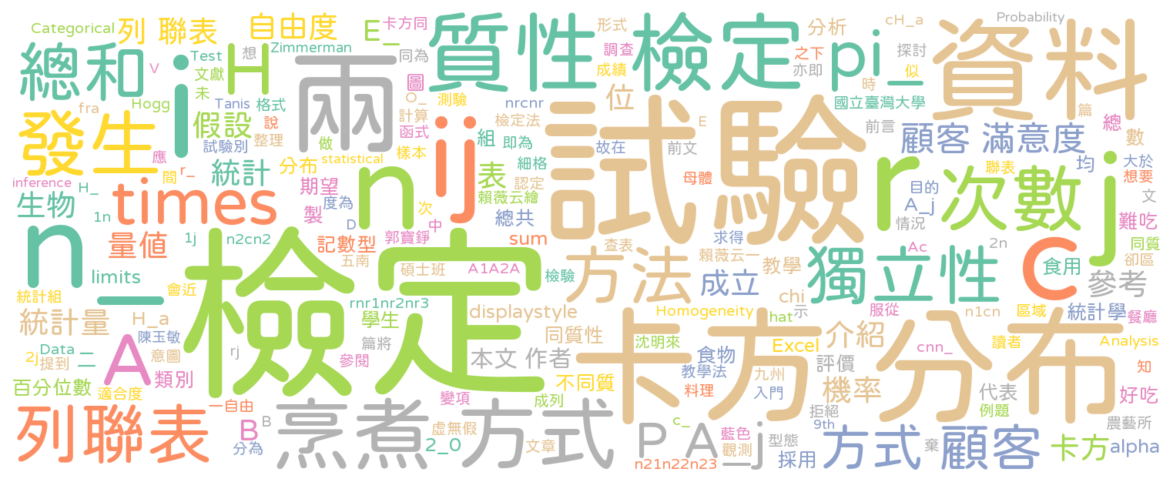 Categorical 列 聯表 自由度 E_ 卡方同 質性 檢定 pi_ 形式 分析 cH_a Probability 資料
總和 i H Test Zimmerman 兩 想 同為 圖 調查 成績 位 之下 亦即 探討 似 時
V 文獻 未 Hogg Tanis 格式 O_ 測驗 計算 nrcnr 國立臺灣大學 篇
發生 fra 假設 說 整理 試驗別 做 函式 檢定法 組 即為 試驗 E 前言 顧客 滿意度 總 數
應 間 分布 statistical 樣本 細格 故在 前文 r 聯表 均 大於
inference H_ r_ 統計 n ij 表 認定 母體 次數 j 想要 文
生物 1n times 期望 度為 次 賴薇云繪 目的 A_j 難吃
n_ 1j n2cn2 製 D 中 總共 查表 求得 情況 2n 同質
量值 記數型 郭寶錚 sum 方法 賴薇云一 教學 獨立性 c 卻區
limits 五南 碩士班 A1A2A 檢驗 成立 Ac 食用 參考
統計組 會近 rnr1nr2nr3 檢定 displaystyle chi 示 服從 n1cn 區域 餐廳
統計量 H_a A 學生 同質性 Homogeneity hat 統計學
2j Data 陳玉敏 提到 二 意圖 篇將 參閱 本文 作者 沈明來 食物 Excel 介紹 cnn_ 讀者 Analysis
百分位數 適合度 類別 變項 不同質 教學法 料理 九州 入門 評價 卡方 分布 知
rj 成列 機率 代表 好吃
列聯表 一自由 B B 烹煮 方式 虛無假 2_0 文章 P A_j c_ 藍色 觀測 型態 拒絕 9th 例題 農藝所
分為 n21n22n23 採用 方式 棄 顧客 卡方 alpha